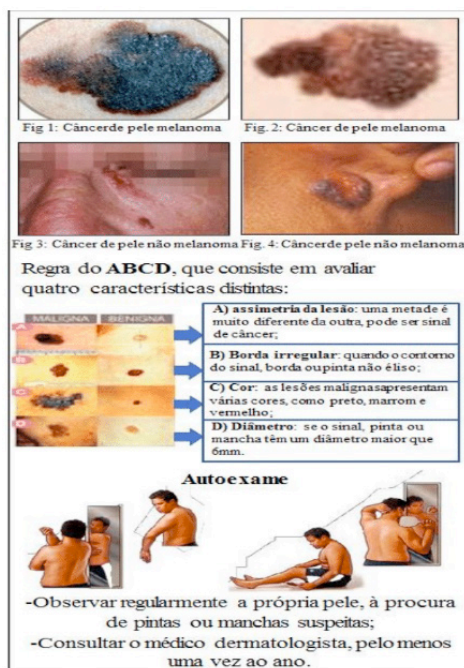 Fig 1: Câncerde pele melanoma
Fig. 2: Câncer de pele melanoma
Fig 3: Câncer de pele não melanoma
Fig. 4: Câncerde pele não melanoma
Regra do ABCD, que consiste em avaliar
quatro características distintas:
MALIGNA
BENIGNA
A
B
C
D
A) assimetria da lesão: uma metade é
muito diferente da outra, pode ser sinal
de câncer;
B) Borda irregular: quando o contorno
do sinal, borda oupinta não éliso;
C) Cor: as lesões malignasapresentam
várias cores, como preto, marrom e
vermelho;
D) Diâmetro: se o sinal, pinta ou
mancha têm um diâmetro maior que
6mm.
Autoexame
-Observar regularmente a própria pele, à procura
de pintas ou manchas suspeitas;
-Consultar o médico dermatologista, pelo menos
uma vez ao ano.